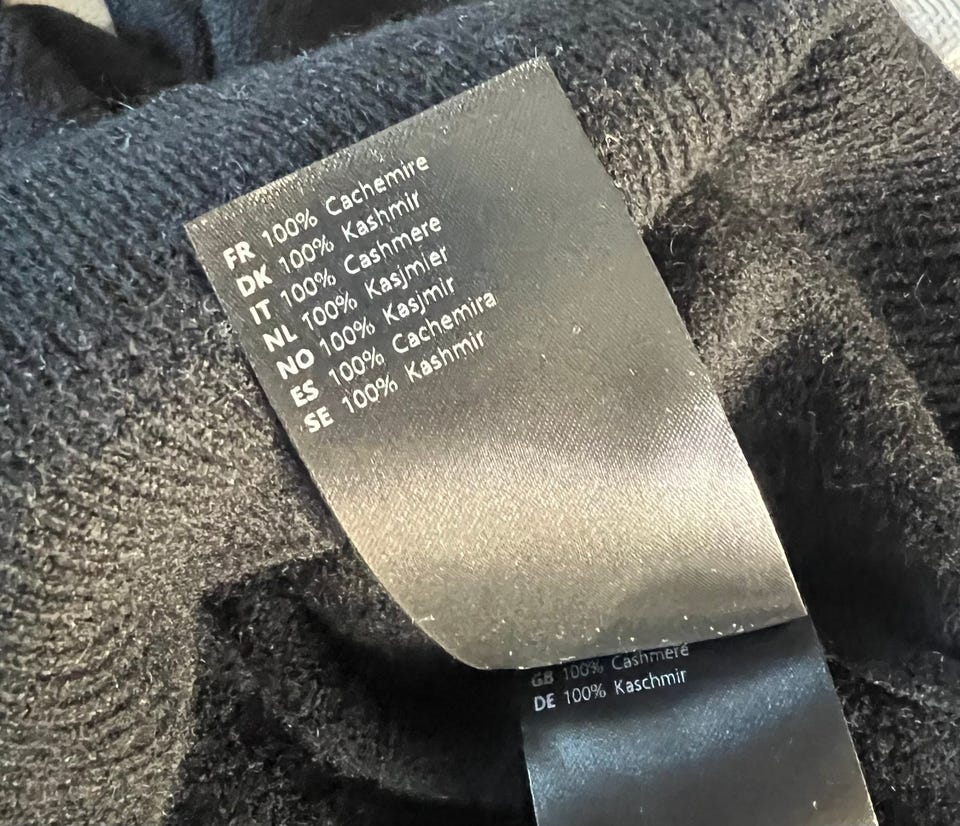 FR 100% Cachemire
DK 100% Kashmir
IT 100% Cashmere
NL 100% Kasjmier
NO 100% Kasjmir
ES 100% Cachemira
SE 100% Kashmir
GB 100% Cashmere
DE 100% Kaschmir